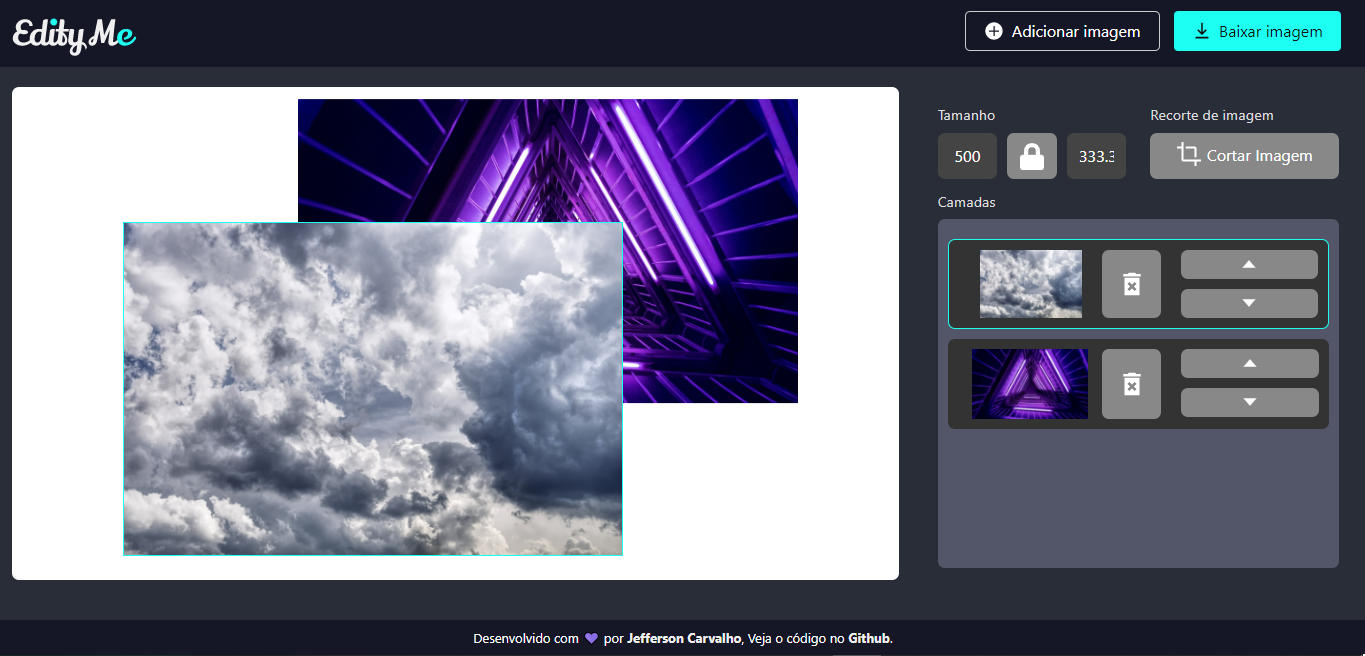 Edity Me
Adicionar imagem
Baixar imagem
Tamanho
Recorte de imagem
500
333.3
Cortar Imagem
Camadas
Desenvolvido com 💜 por Jefferson Carvalho, Veja o código no Github.